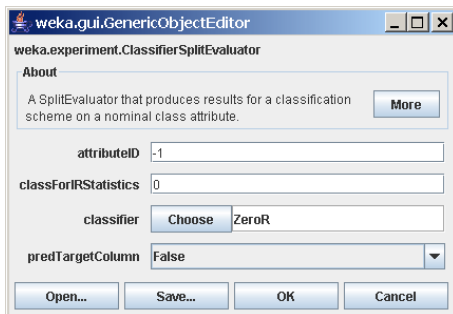 weka.gui.GenericObjectEditor
weka.experiment.ClassifierSplitEvaluator
About
A SplitEvaluator that produces results for a classification
scheme on a nominal class attribute.
More
attributeID -1
classForIRStatistics 0
classifier Choose ZeroR
predTargetColumn False
Open... Save... OK Cancel